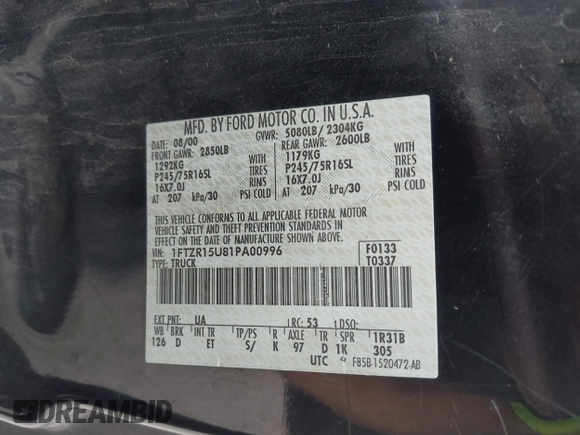 MFD. BY FORD MOTOR CO. IN U.S.A.
DATE: 08/00 GVWR: 5080LB/ 2304KG
FRONT GAWR: 2850LB REAR GAWR: 2600LB
1292KG WITH 1179KG WITH
P245/75R16SL TIRES P245/75R16SL TIRES
16X7.0J RIMS 16X7.0J RIMS
AT 207 kPa/30 PSI COLD AT 207 kPa/30 PSI COLD
THIS VEHICLE CONFORMS TO ALL APPLICABLE FEDERAL MOTOR
VEHICLE SAFETY AND THEFT PREVENTION STANDARDS IN
EFFECT ON THE DATE OF MANUFACTURE SHOWN ABOVE.
VIN: 1FTZR15U81PA00996 F0133
TYPE: TRUCK T0337
EXT PNT: UA RC: 53 DSO:
WB BRK INT TR TP/PS R AXLE TR SPR 1R31B
126 D ET S/ K 97 D 1K 305
UTC F85B-1520472-AB
DREAMBID